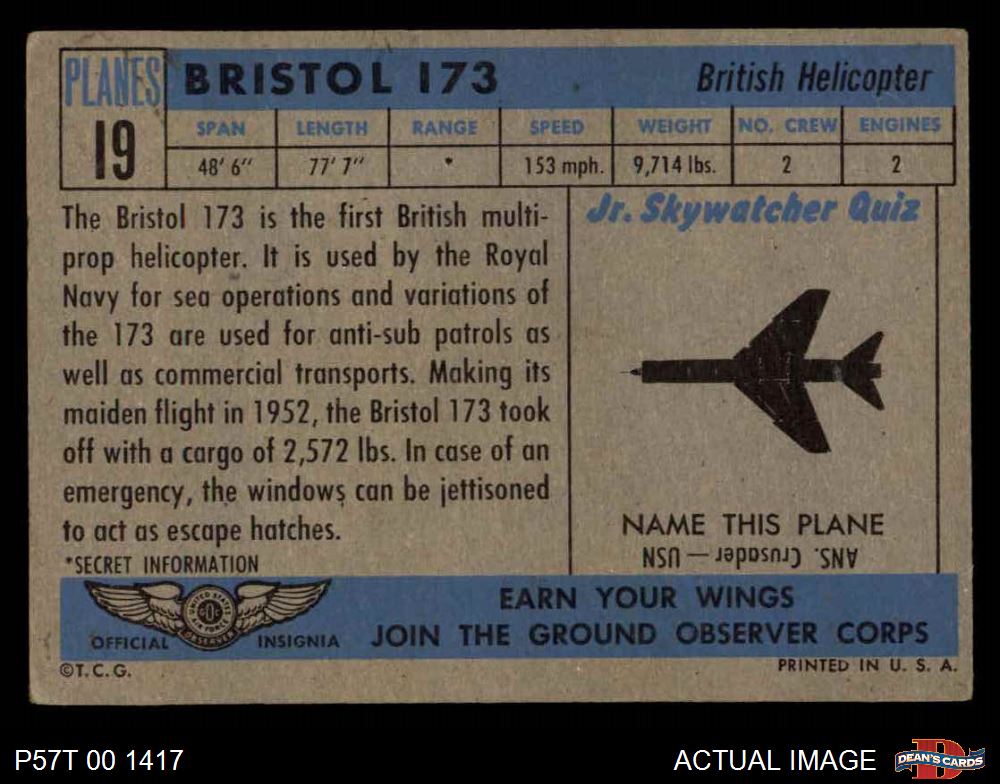 PLANES
19
BRISTOL 173
British Helicopter
SPAN LENGTH RANGE SPEED WEIGHT NO. CREW ENGINES
48' 6" 77' 7" * 153 mph. 9,714 lbs. 2 2
The Bristol 173 is the first British multi-
prop helicopter. It is used by the Royal
Navy for sea operations and variations of
the 173 are used for anti-sub patrols as
well as commercial transports. Making its
maiden flight in 1952, the Bristol 173 took
off with a cargo of 2,572 lbs. In case of an
emergency, the windows can be jettisoned
to act as escape hatches.
*SECRET INFORMATION
Jr. Skywatcher Quiz
NAME THIS PLANE
ANS. Crusader — USN
UNITED STATES
GOC
AIR FORCE
OBSERVER
OFFICIAL INSIGNIA
EARN YOUR WINGS
JOIN THE GROUND OBSERVER CORPS
©T.C.G.
PRINTED IN U. S. A.
P57T 00 1417
ACTUAL IMAGE
D
DEAN'S CARDS